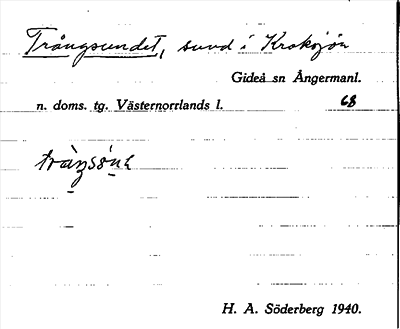 Trångsundet, sund i Kroksjön
Gideå sn Ångermanl.
n. doms. tg. Västernorrlands l. 68
H. A. Söderberg 1940.